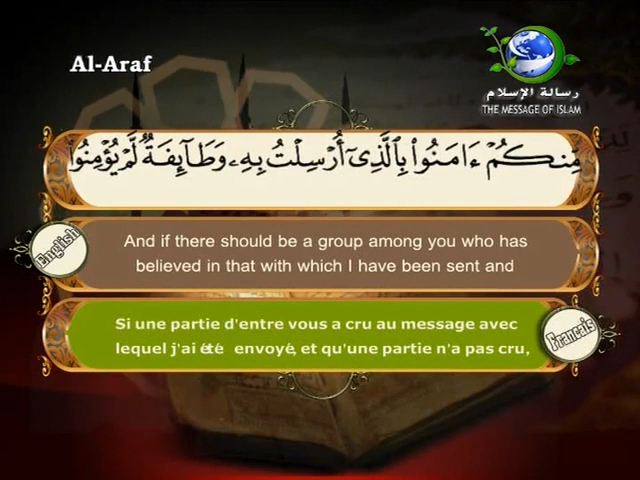 Al-Araf
رسالة الإسلام
THE MESSAGE OF ISLAM
مِنكُمْ ءَامَنُوا۟ بِٱلَّذِىٓ أُرْسِلْتُ بِهِۦ وَطَآئِفَةٌ لَّمْ يُؤْمِنُوا۟
English
And if there should be a group among you who has
believed in that with which I have been sent and
Francais
Si une partie d'entre vous a cru au message avec
lequel j'ai été envoyé, et qu'une partie n'a pas cru,